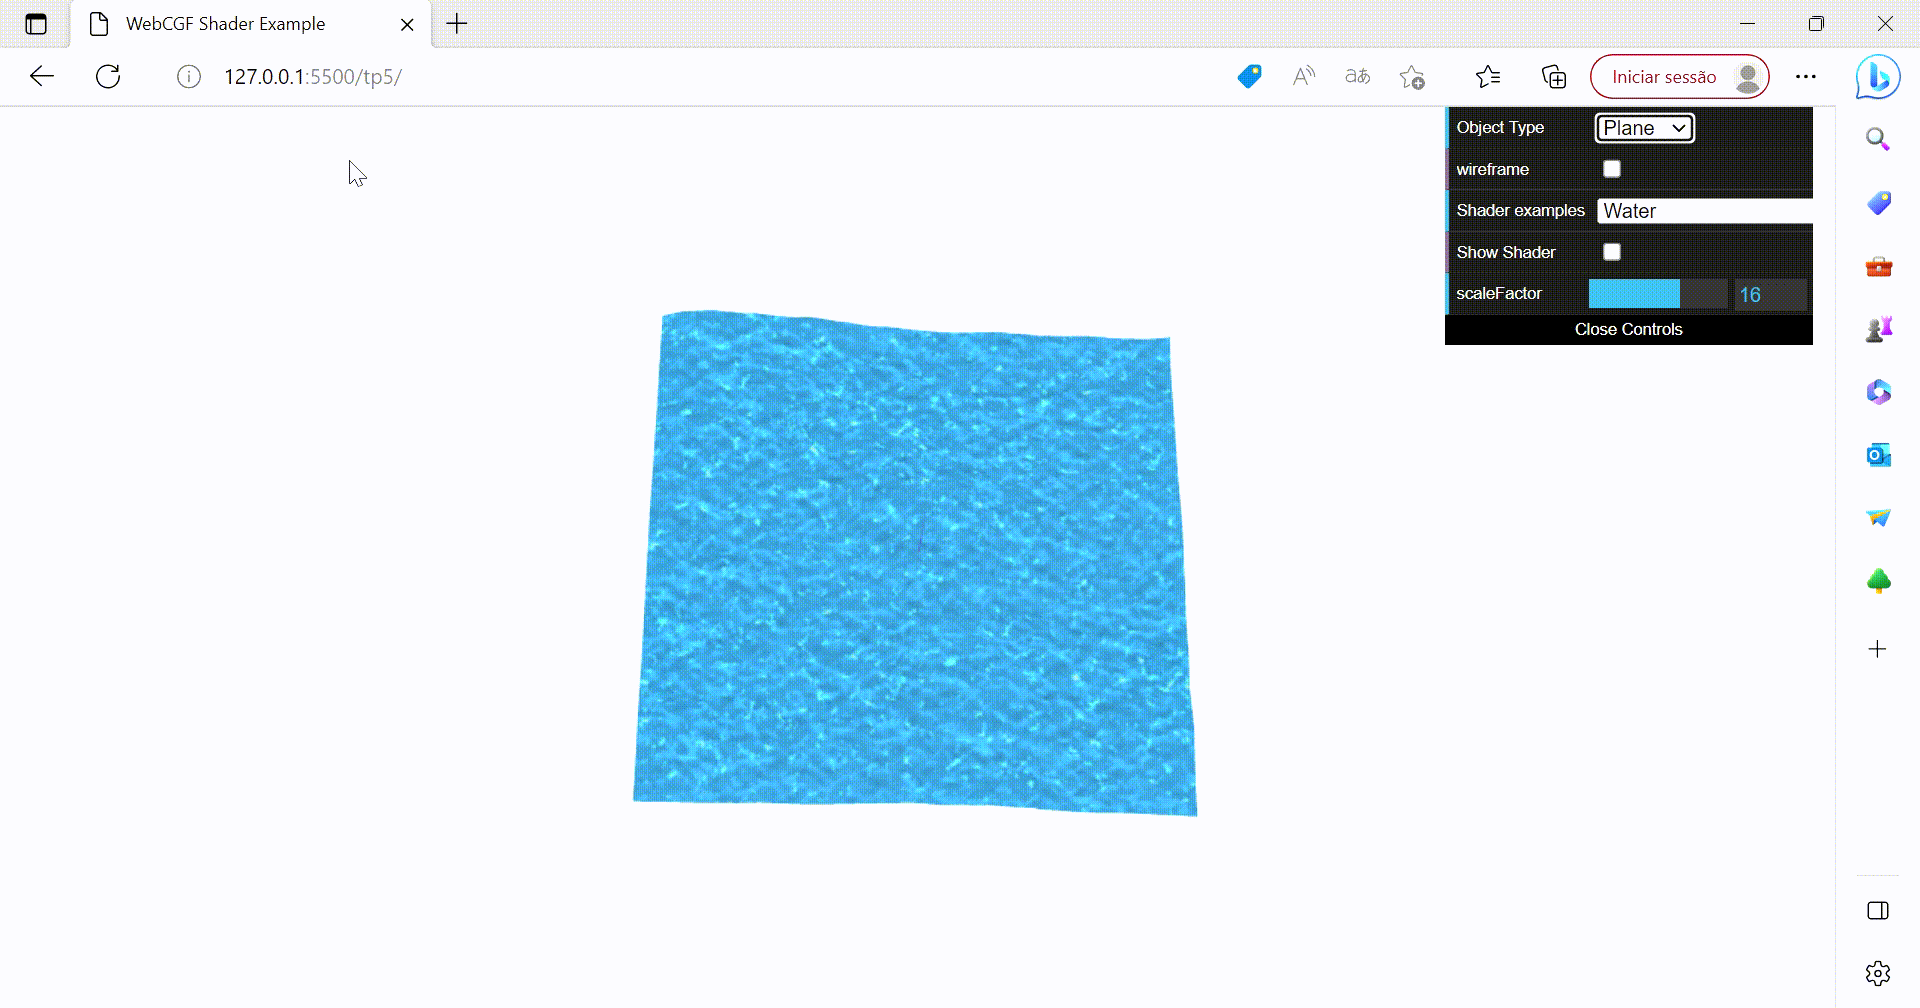 WebCGF Shader Example
127.0.0.1:5500/tp5/
Iniciar sessão
Object Type Plane
wireframe
Shader examples Water
Show Shader
scaleFactor 16
Close Controls